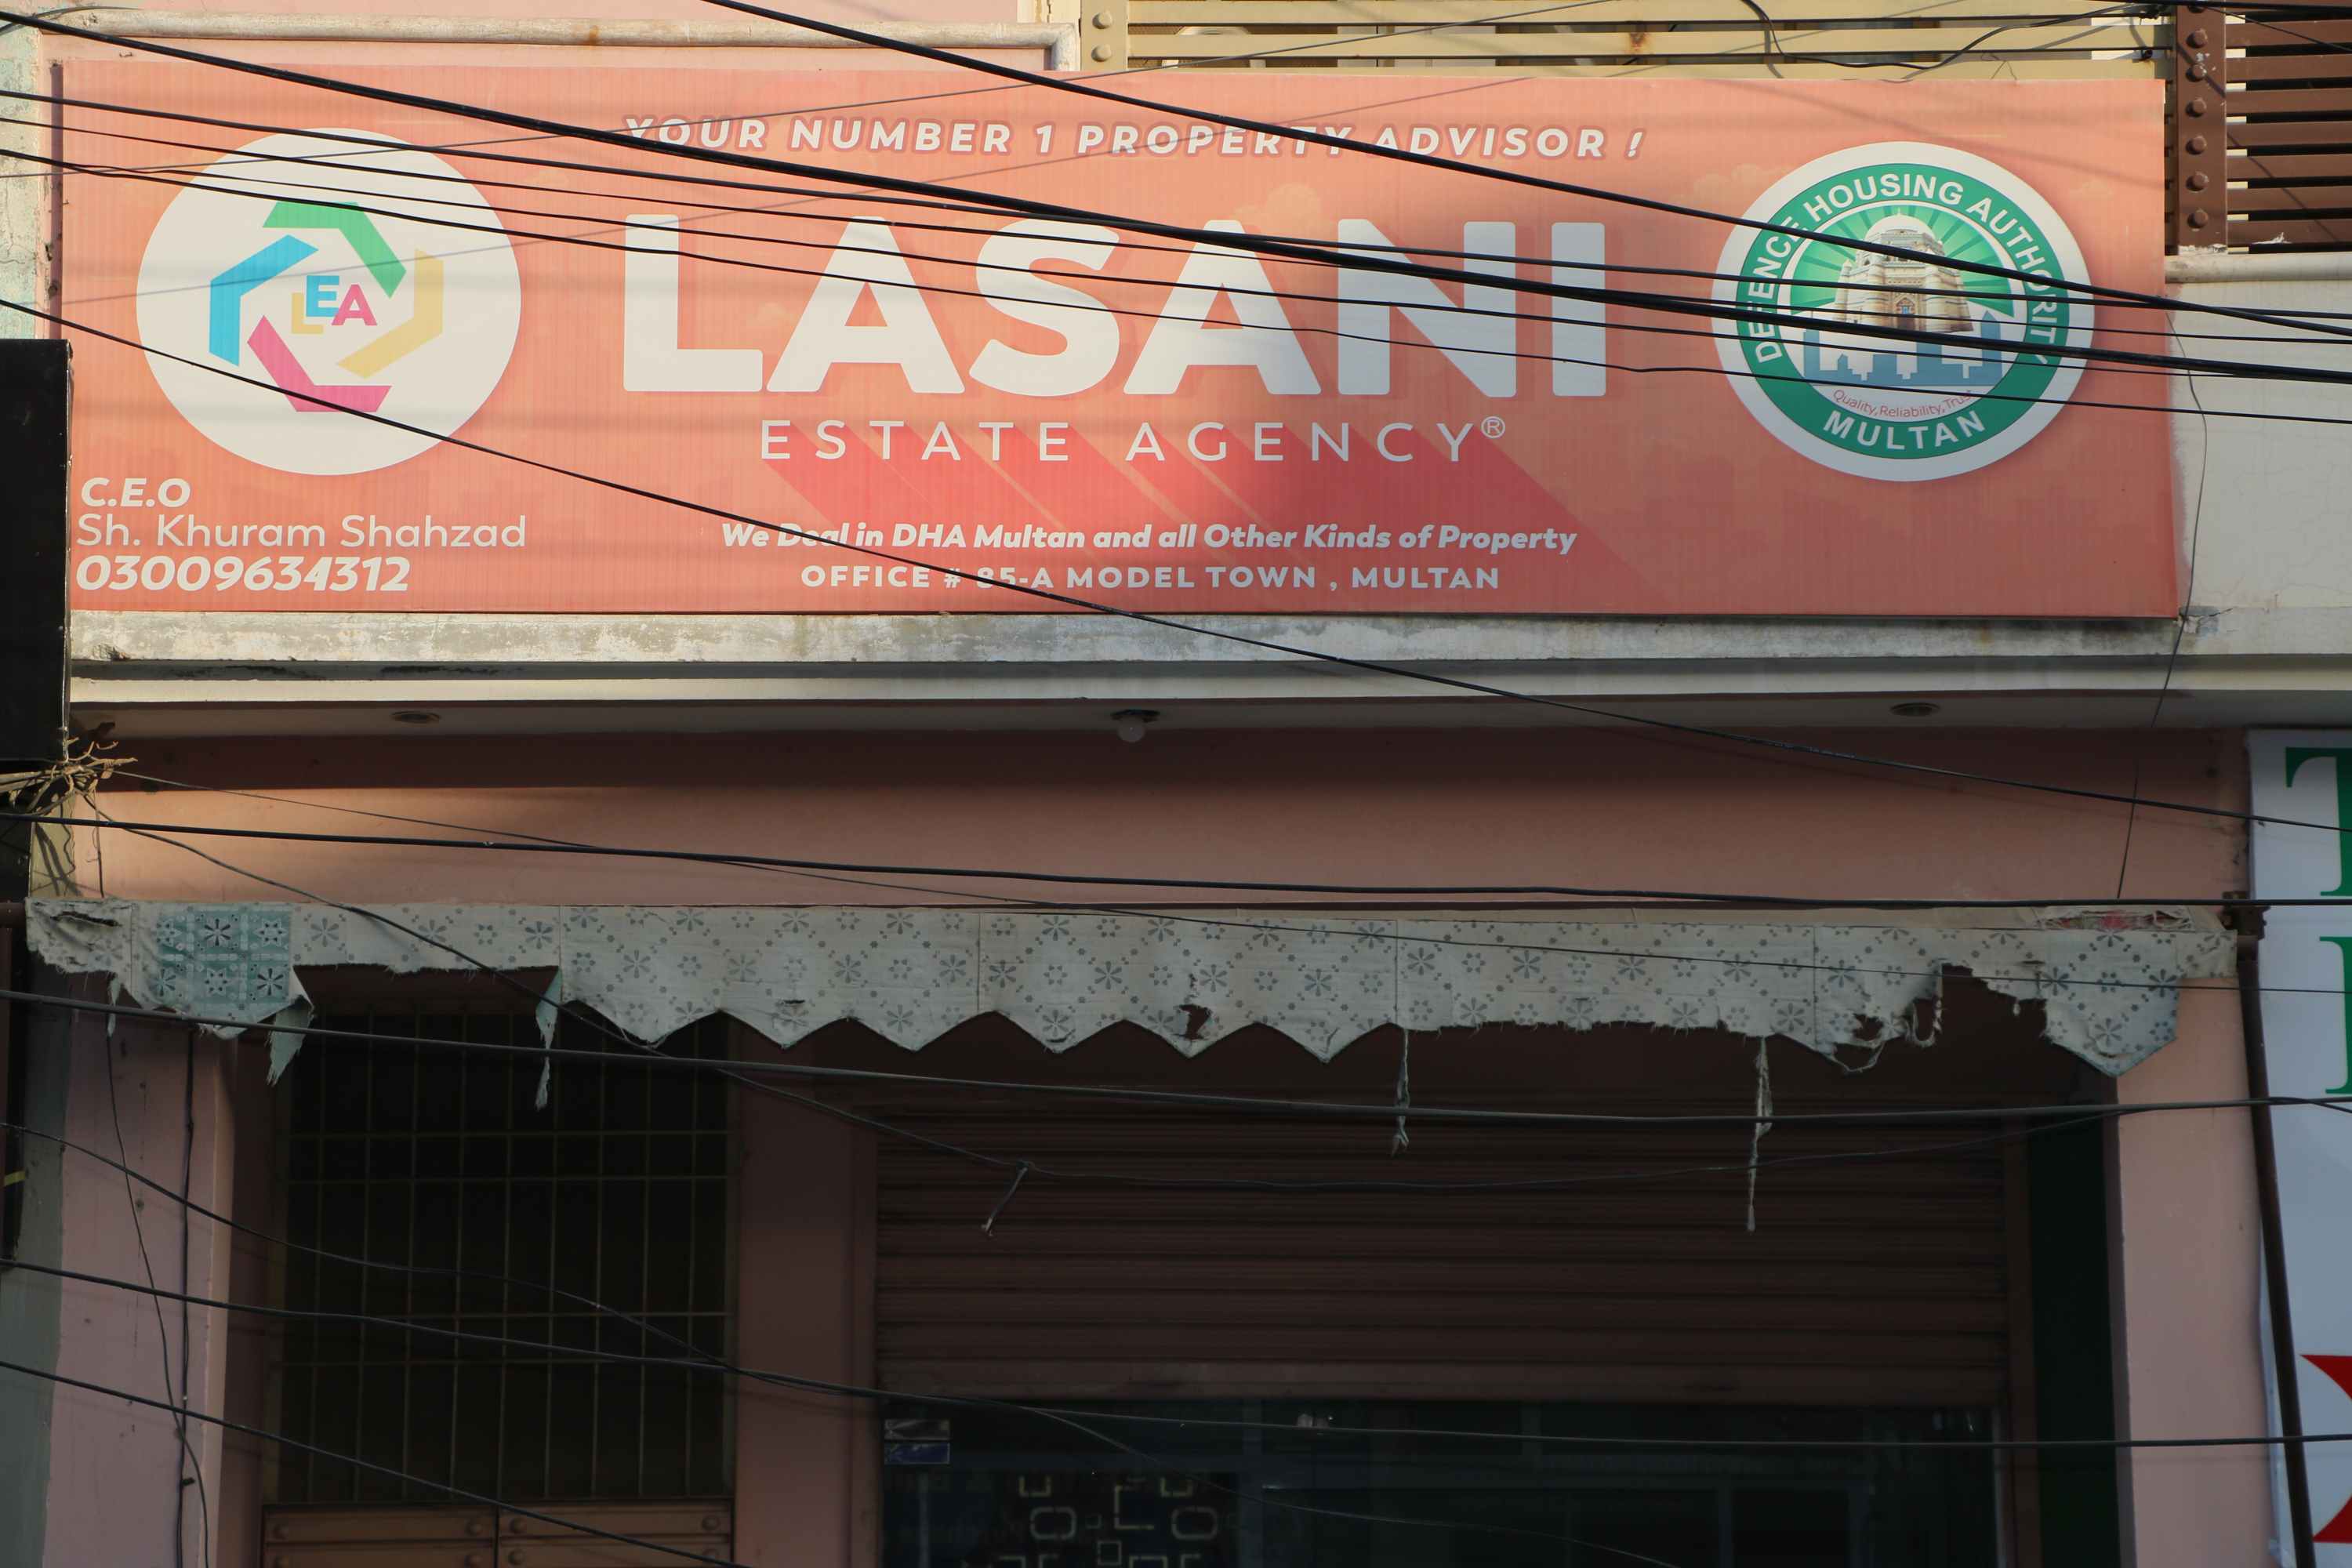 YOUR NUMBER 1 PROPERTY ADVISOR !
LEA
LASANI
ESTATE AGENCY®
DEFENCE HOUSING AUTHORITY
Quality, Reliability, Trust
MULTAN
C.E.O
Sh. Khuram Shahzad
03009634312
We Deal in DHA Multan and all Other Kinds of Property
OFFICE # 85-A MODEL TOWN , MULTAN